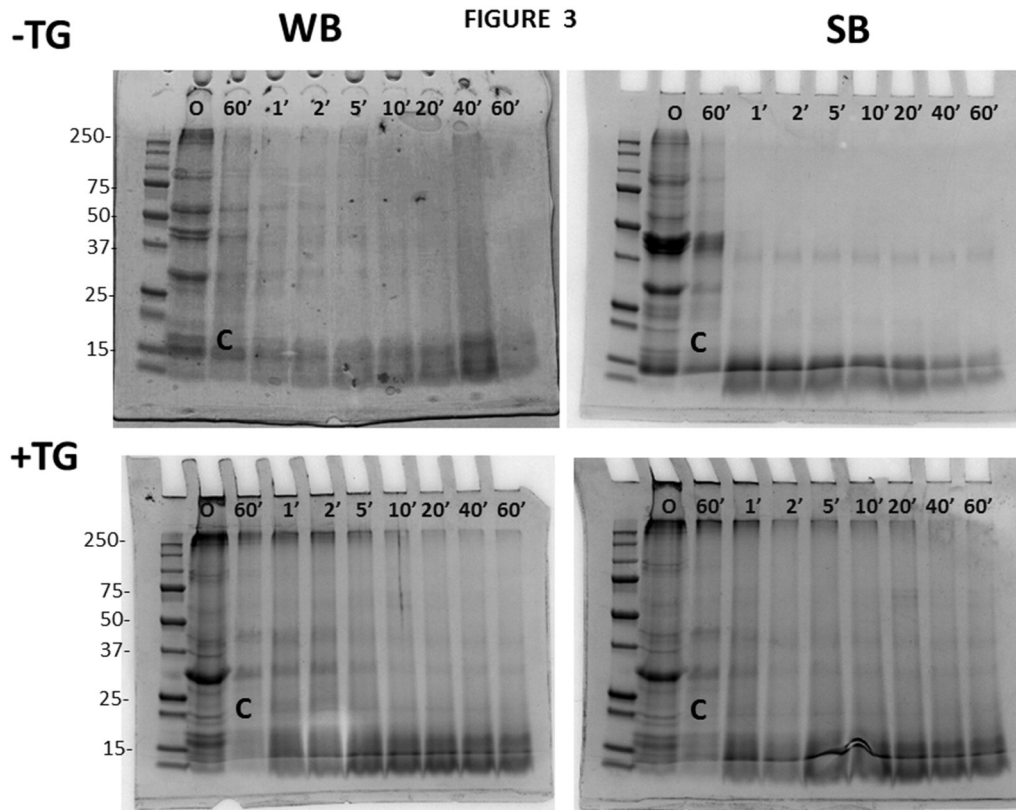 FIGURE 3
-TG WB SB
O 60' 1' 2' 5' 10' 20' 40' 60'
250-
75-
50-
37-
25-
15-
C
O 60' 1' 2' 5' 10' 20' 40' 60'
C
+TG
O 60' 1' 2' 5' 10' 20' 40' 60'
250-
75-
50-
37-
25-
15-
C
O 60' 1' 2' 5' 10' 20' 40' 60'
C